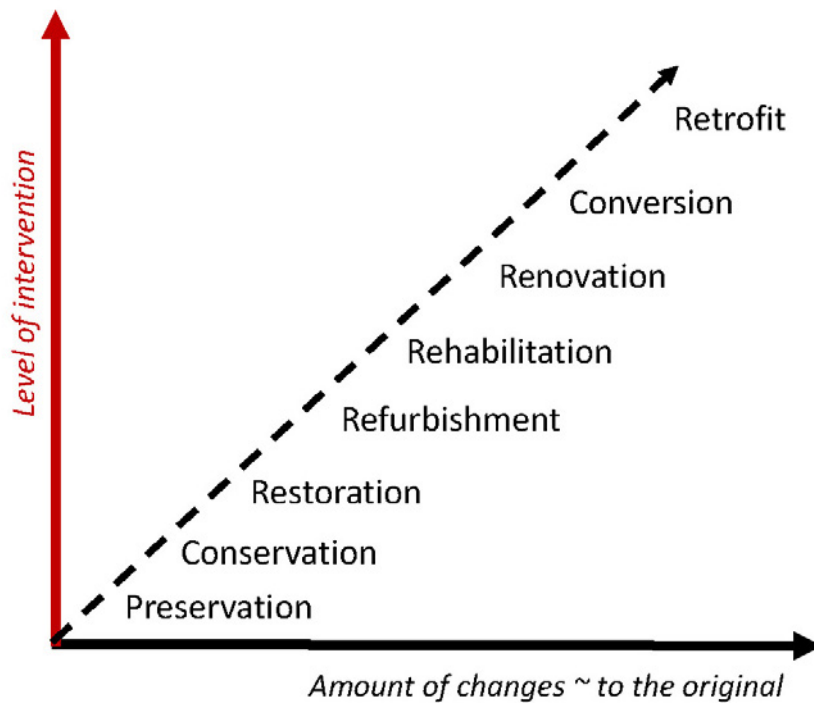 Retrofit
Conversion
Renovation
Rehabilitation
Refurbishment
Restoration
Conservation
Preservation
Level of intervention
Amount of changes ~ to the original